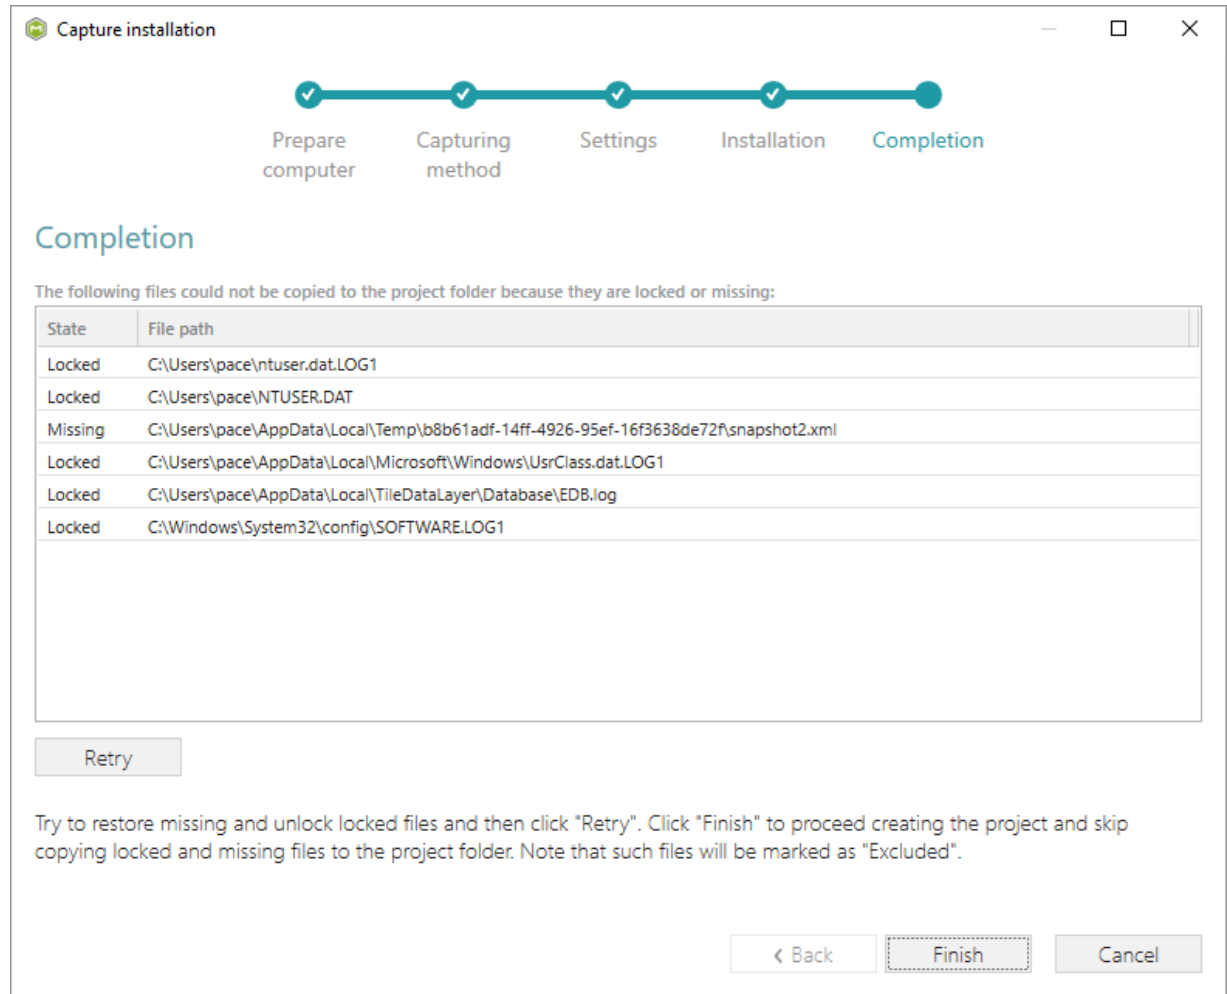 Capture installation
Prepare computer
Capturing method
Settings
Installation
Completion
Completion
The following files could not be copied to the project folder because they are locked or missing:
State File path
Locked C:\Users\pace\ntuser.dat.LOG1
Locked C:\Users\pace\NTUSER.DAT
Missing C:\Users\pace\AppData\Local\Temp\b8b61adf-14ff-4926-95ef-16f3638de72f\snapshot2.xml
Locked C:\Users\pace\AppData\Local\Microsoft\Windows\UsrClass.dat.LOG1
Locked C:\Users\pace\AppData\Local\TileDataLayer\Database\EDB.log
Locked C:\Windows\System32\config\SOFTWARE.LOG1
Retry
Try to restore missing and unlock locked files and then click "Retry". Click "Finish" to proceed creating the project and skip
copying locked and missing files to the project folder. Note that such files will be marked as "Excluded".
Back
Finish
Cancel